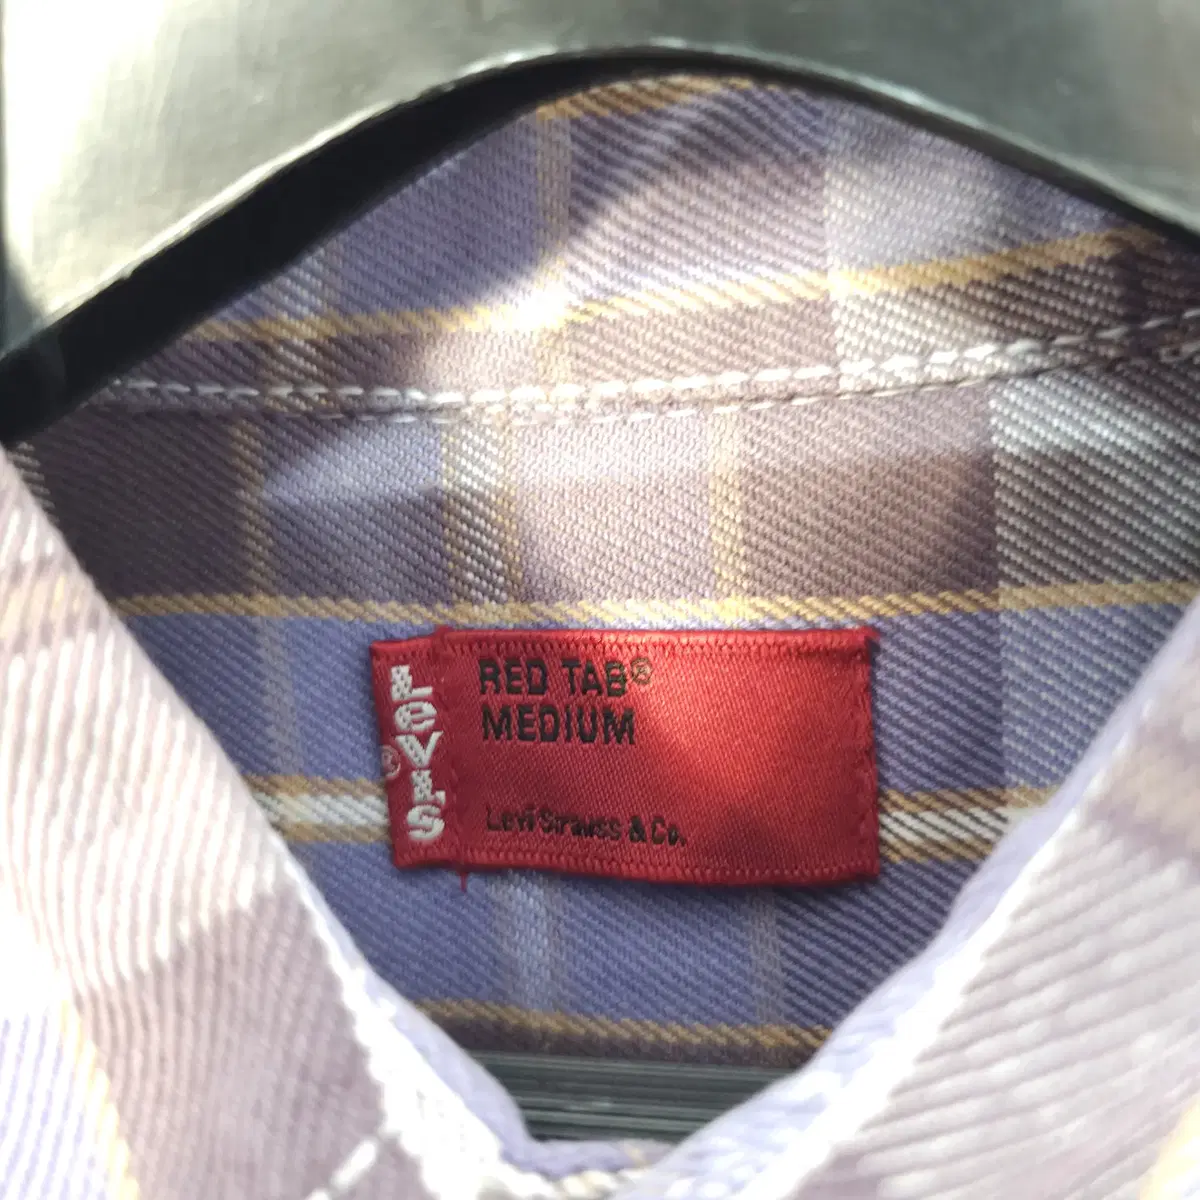 LEVI'S
®
RED TAB®
MEDIUM
Levi Strauss & Co.